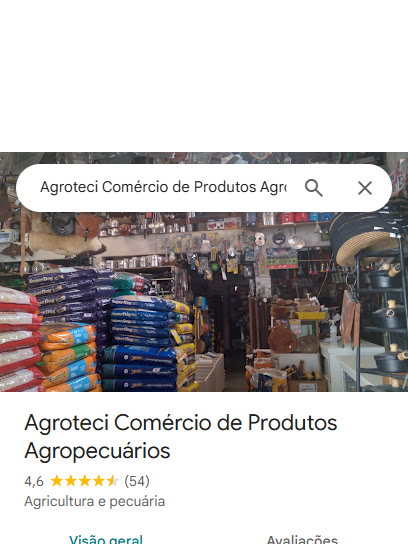 Agroteci Comércio de Produtos Agro
Agroteci Comércio de Produtos
Agropecuários
4,6 (54)
Agricultura e pecuária
Visão geral Avaliações